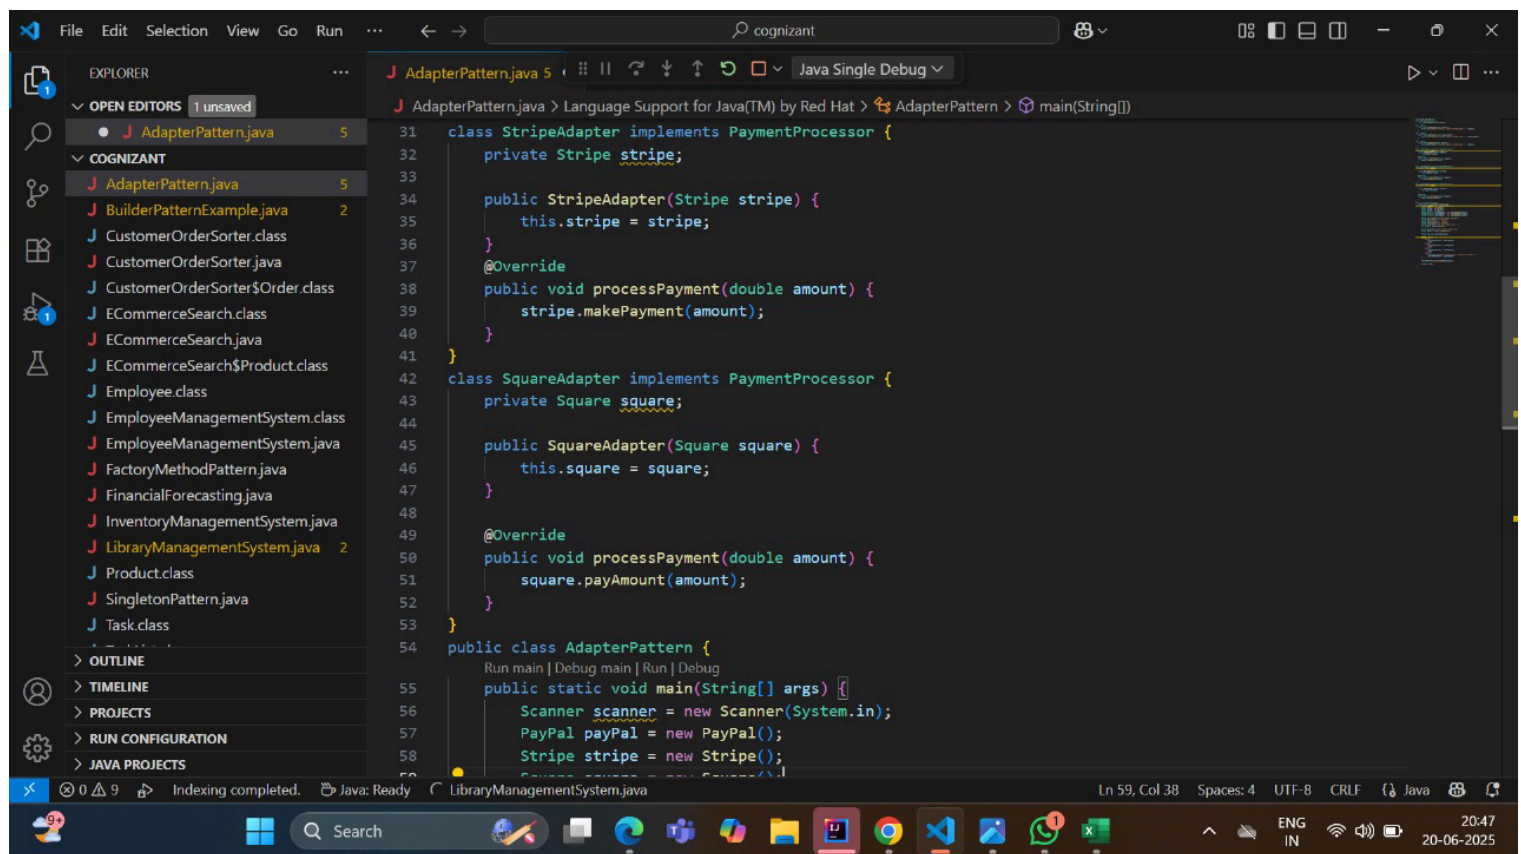 File Edit Selection View Go Run ··· cognizant
EXPLORER ···
OPEN EDITORS 1 unsaved
AdapterPattern.java 5
COGNIZANT
AdapterPattern.java 5
BuilderPatternExample.java 2
CustomerOrderSorter.class
CustomerOrderSorter.java
CustomerOrderSorter$Order.class
ECommerceSearch.class
ECommerceSearch.java
ECommerceSearch$Product.class
Employee.class
EmployeeManagementSystem.class
EmployeeManagementSystem.java
FactoryMethodPattern.java
FinancialForecasting.java
InventoryManagementSystem.java
LibraryManagementSystem.java 2
Product.class
SingletonPattern.java
Task.class
OUTLINE
TIMELINE
PROJECTS
RUN CONFIGURATION
JAVA PROJECTS
1
1
AdapterPattern.java 5
Java Single Debug
AdapterPattern.java > Language Support for Java(TM) by Red Hat > AdapterPattern > main(String[])
31 class StripeAdapter implements PaymentProcessor {
32 private Stripe stripe;
33
34 public StripeAdapter(Stripe stripe) {
35 this.stripe = stripe;
36 }
37 @Override
38 public void processPayment(double amount) {
39 stripe.makePayment(amount);
40 }
41 }
42 class SquareAdapter implements PaymentProcessor {
43 private Square square;
44
45 public SquareAdapter(Square square) {
46 this.square = square;
47 }
48
49 @Override
50 public void processPayment(double amount) {
51 square.payAmount(amount);
52 }
53 }
54 public class AdapterPattern {
Run main | Debug main | Run | Debug
55 public static void main(String[] args) {
56 Scanner scanner = new Scanner(System.in);
57 PayPal payPal = new PayPal();
58 Stripe stripe = new Stripe();
59 Square square = new Square();
0 9 Indexing completed. Java: Ready LibraryManagementSystem.java Ln 59, Col 38 Spaces: 4 UTF-8 CRLF Java
9+ Search 1 ENG IN 20:47
20-06-2025